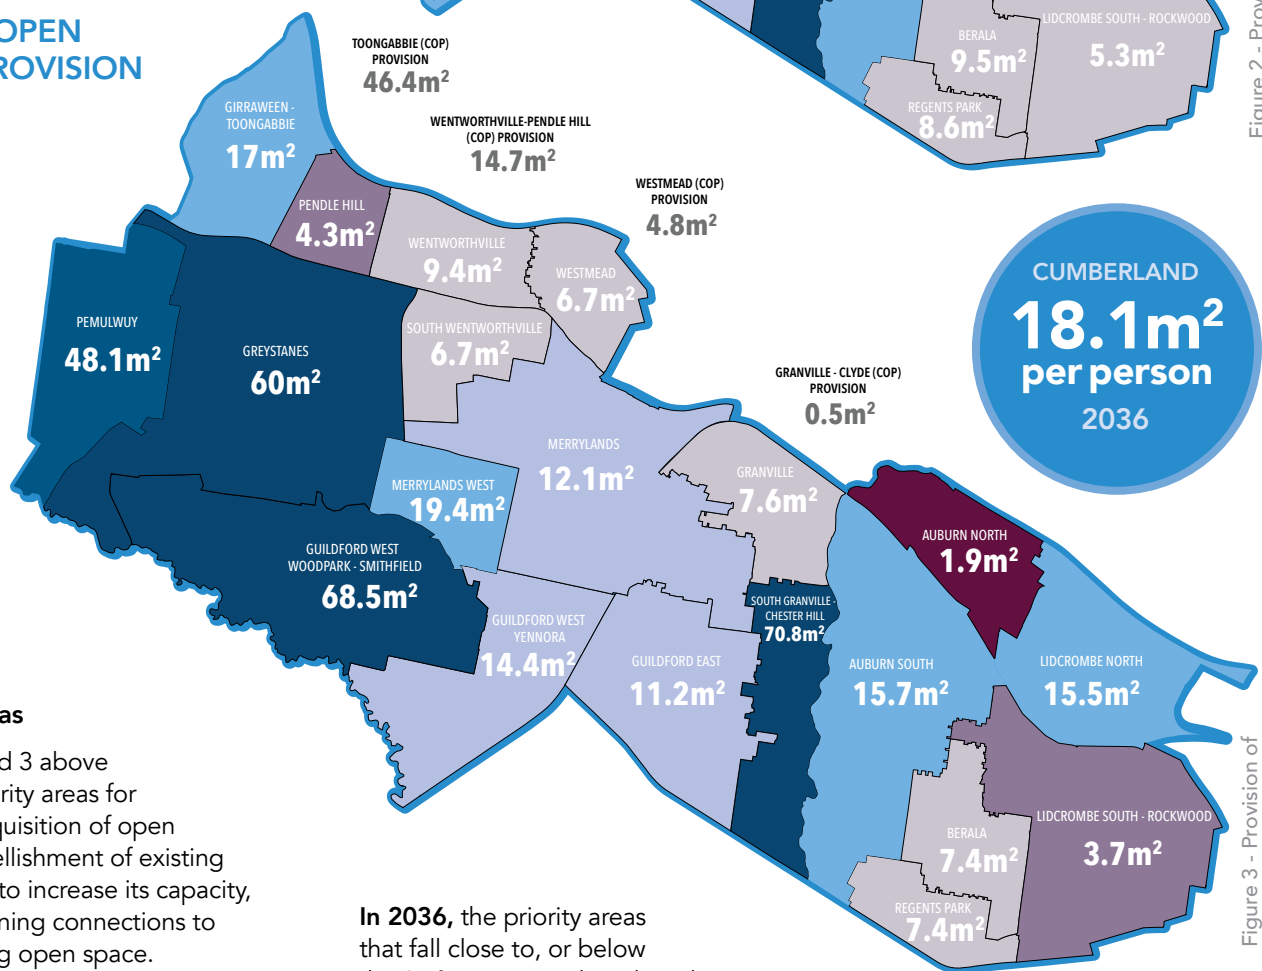 OPEN
ROVISION
TOONGABBIE (COP)
PROVISION
46.4m²
WENTWORTHVILLE-PENDLE HILL
(COP) PROVISION
14.7m²
WESTMEAD (COP)
PROVISION
4.8m²
GRANVILLE - CLYDE (COP)
PROVISION
0.5m²
BERALA
9.5m²
LIDCROMBE SOUTH - ROCKWOOD
5.3m²
REGENTS PARK
8.6m²
Figure 2 - Prov
CUMBERLAND
18.1m²
per person
2036
GIRRAWEEN -
TOONGABBIE
17m²
PENDLE HILL
4.3m²
WENTWORTHVILLE
9.4m²
WESTMEAD
6.7m²
SOUTH WENTWORTHVILLE
6.7m²
PEMULWUY
48.1m²
GREYSTANES
60m²
MERRYLANDS
12.1m²
MERRYLANDS WEST
19.4m²
GRANVILLE
7.6m²
AUBURN NORTH
1.9m²
GUILDFORD WEST
WOODPARK - SMITHFIELD
68.5m²
SOUTH GRANVILLE -
CHESTER HILL
70.8m²
GUILDFORD WEST
YENNORA
14.4m²
GUILDFORD EAST
11.2m²
AUBURN SOUTH
15.7m²
LIDCROMBE NORTH
15.5m²
LIDCROMBE SOUTH - ROCKWOOD
3.7m²
BERALA
7.4m²
REGENTS PARK
7.4m²
Figure 3 - Provision of
as
d 3 above
rity areas for
quisition of open
ellishment of existing
to increase its capacity,
ning connections to
g open space.
In 2036, the priority areas
that fall close to, or below